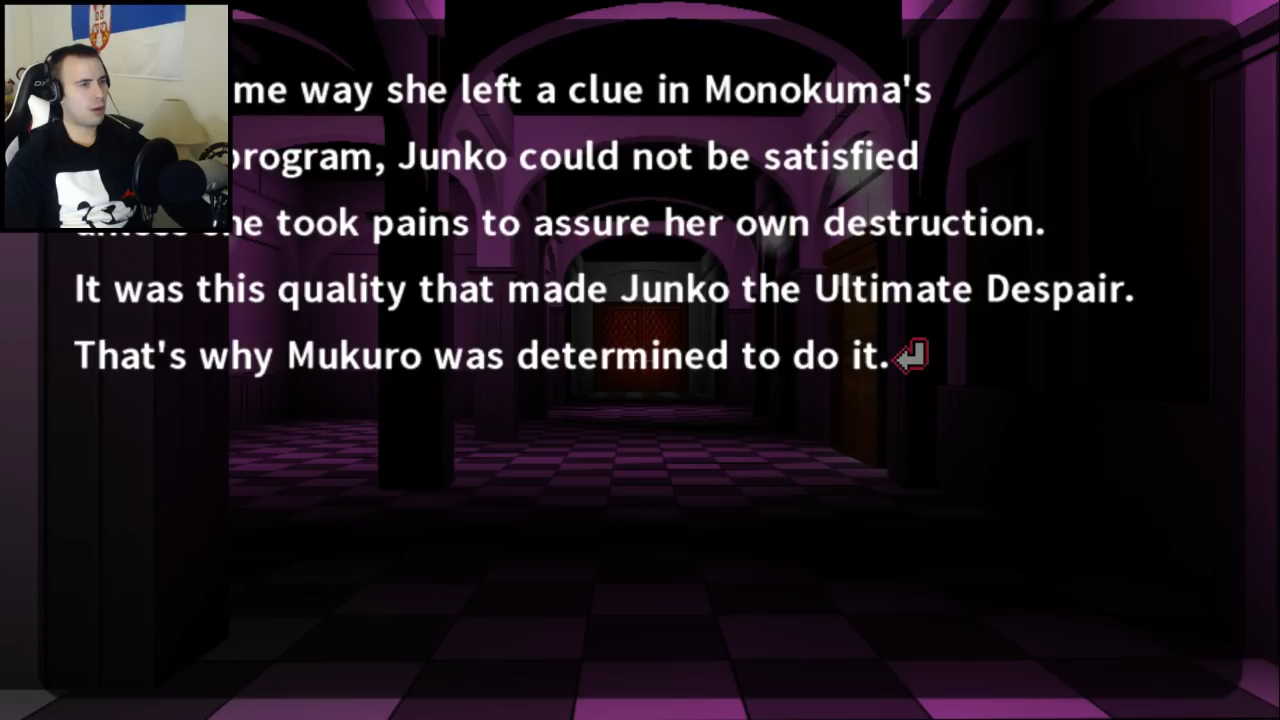 me way she left a clue in Monokuma's
program, Junko could not be satisfied
unless she took pains to assure her own destruction.
It was this quality that made Junko the Ultimate Despair.
That's why Mukuro was determined to do it.